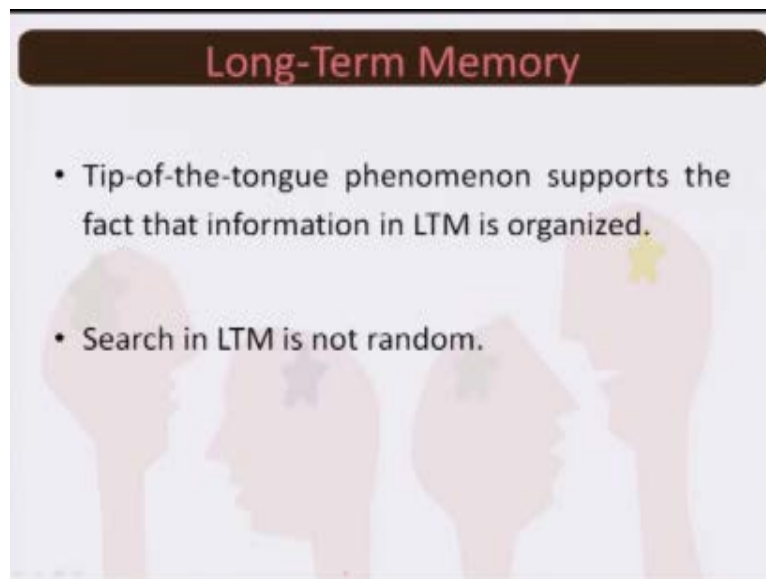 Long-Term Memory
• Tip-of-the-tongue phenomenon supports the
fact that information in LTM is organized.
• Search in LTM is not random.